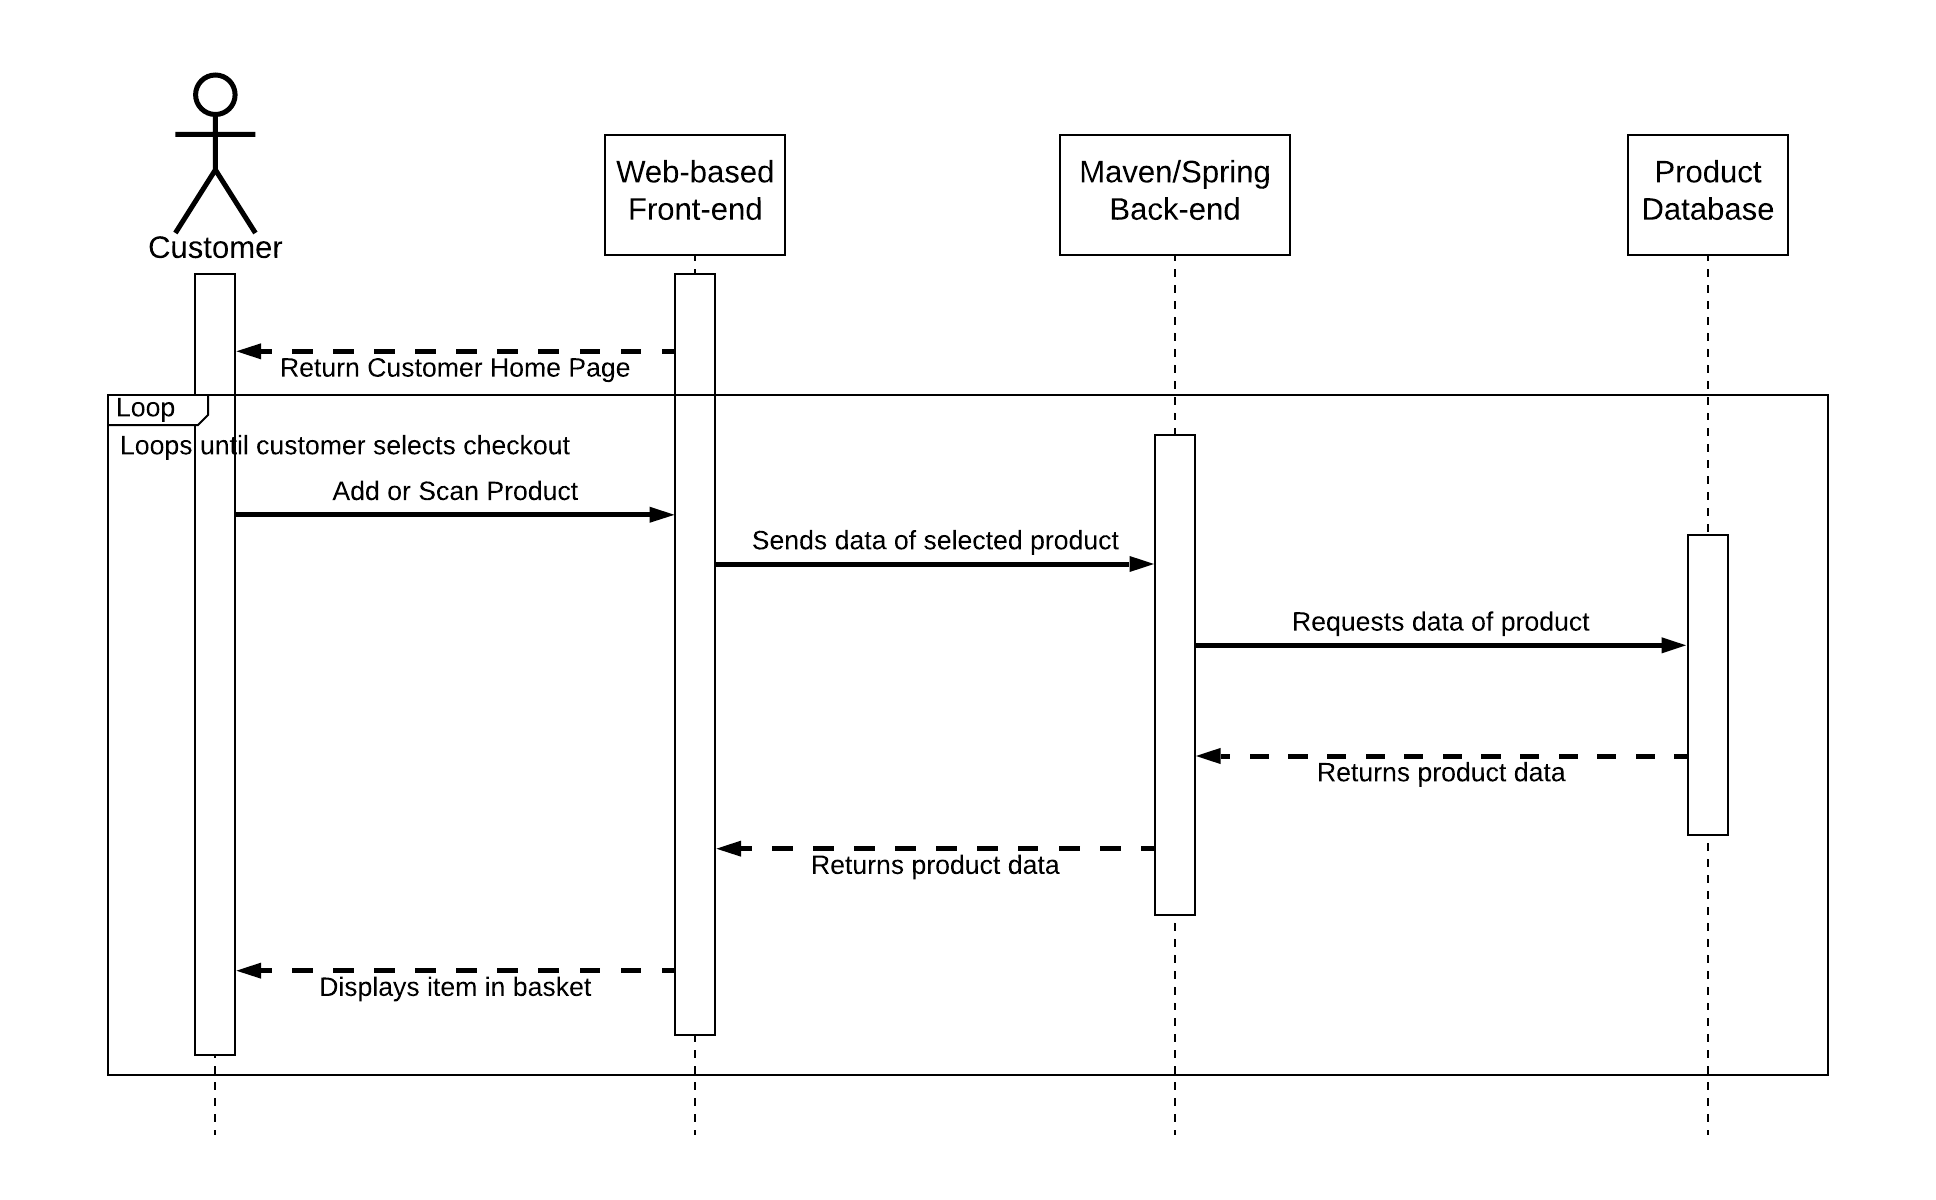 Customer
Web-based
Front-end
Maven/Spring
Back-end
Product
Database
Return Customer Home Page
Loop
Loops until customer selects checkout
Add or Scan Product
Sends data of selected product
Requests data of product
Returns product data
Returns product data
Displays item in basket